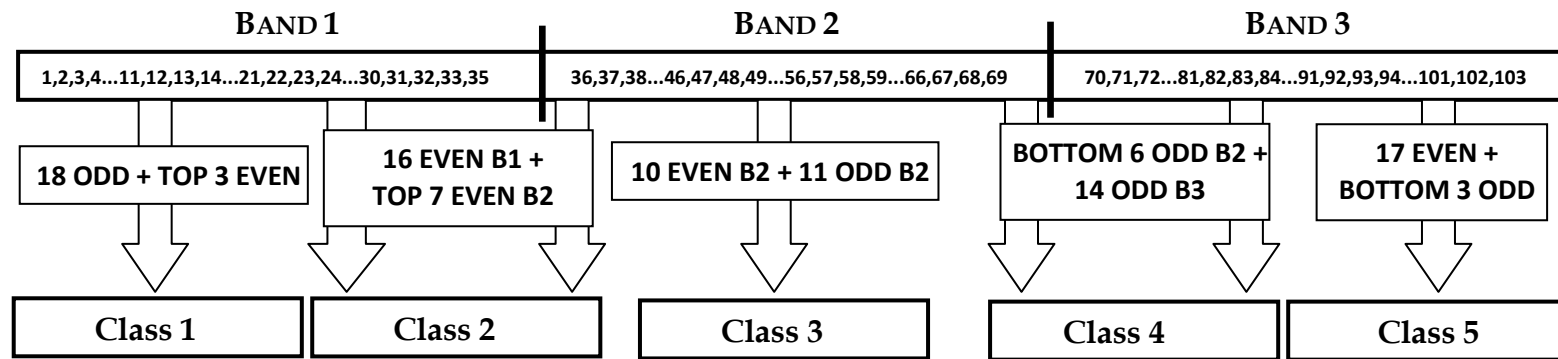 BAND 1 BAND 2 BAND 3
1,2,3,4...11,12,13,14...21,22,23,24...30,31,32,33,35 36,37,38...46,47,48,49...56,57,58,59...66,67,68,69 70,71,72...81,82,83,84...91,92,93,94...101,102,103
18 ODD + TOP 3 EVEN
16 EVEN B1 +
TOP 7 EVEN B2
10 EVEN B2 + 11 ODD B2
BOTTOM 6 ODD B2 +
14 ODD B3
17 EVEN +
BOTTOM 3 ODD
Class 1 Class 2 Class 3 Class 4 Class 5